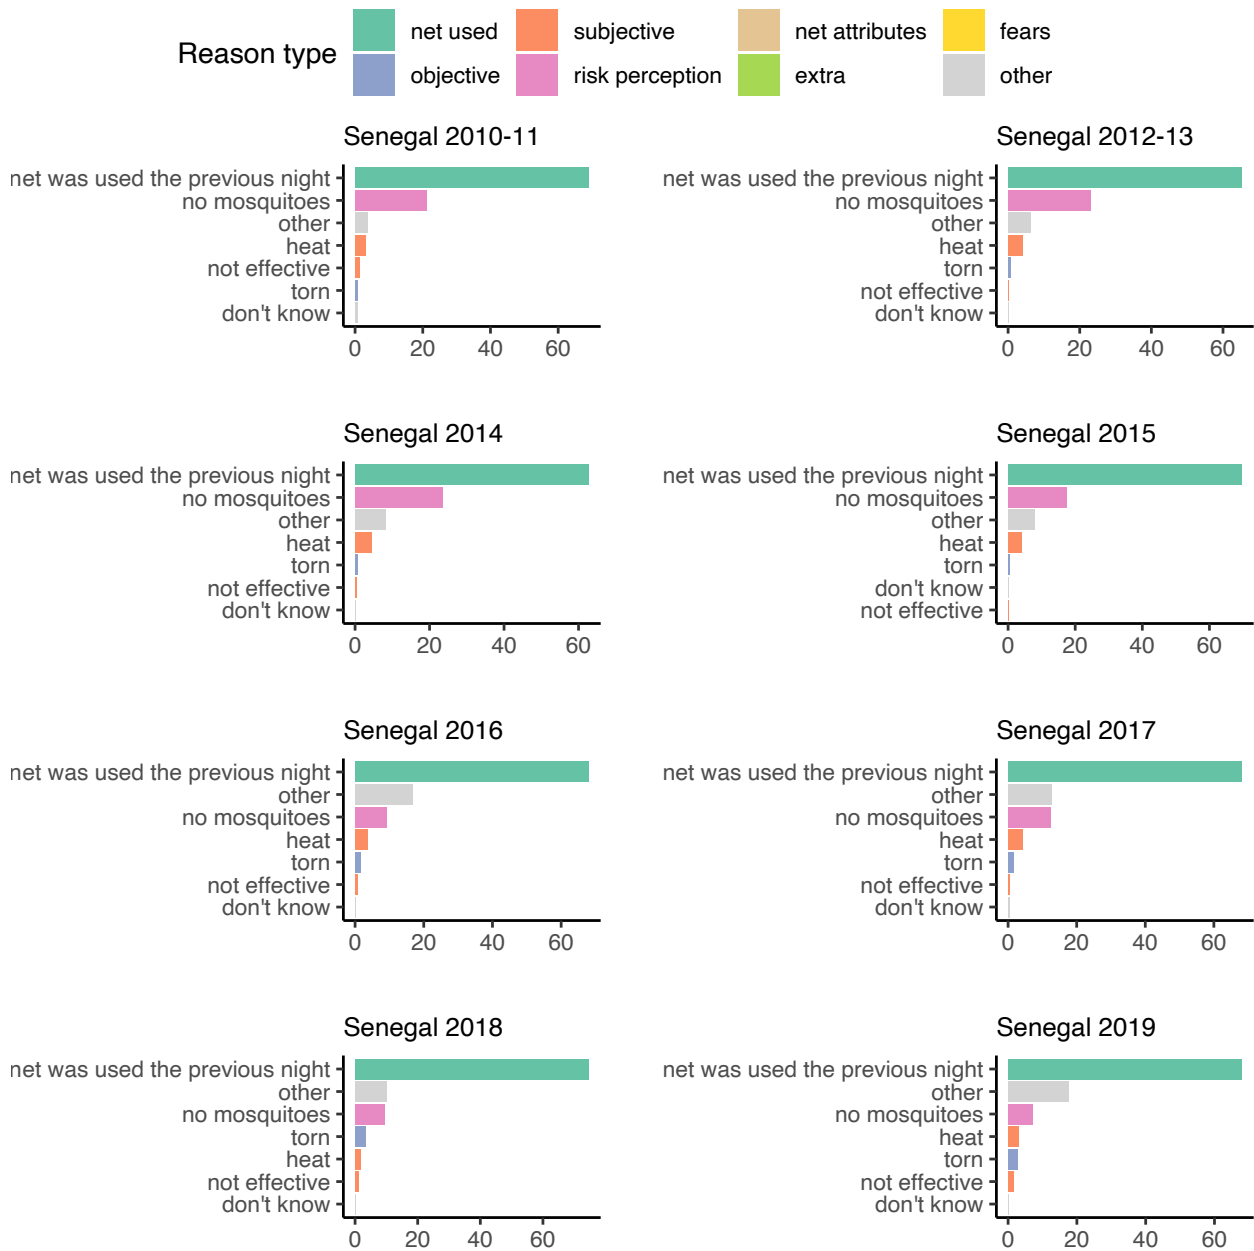 Reason type
net used
subjective
net attributes
fears
objective
risk perception
extra
other
Senegal 2010-11
net was used the previous night
no mosquitoes
other
heat
not effective
torn
don't know
0 20 40 60
Senegal 2012-13
net was used the previous night
no mosquitoes
other
heat
torn
not effective
don't know
0 20 40 60
Senegal 2014
net was used the previous night
no mosquitoes
other
heat
torn
not effective
don't know
0 20 40 60
Senegal 2015
net was used the previous night
no mosquitoes
other
heat
torn
don't know
not effective
0 20 40 60
Senegal 2016
net was used the previous night
other
no mosquitoes
heat
torn
not effective
don't know
0 20 40 60
Senegal 2017
net was used the previous night
other
no mosquitoes
heat
torn
not effective
don't know
0 20 40 60
Senegal 2018
net was used the previous night
other
no mosquitoes
torn
heat
not effective
don't know
0 20 40 60
Senegal 2019
net was used the previous night
other
no mosquitoes
heat
torn
not effective
don't know
0 20 40 60